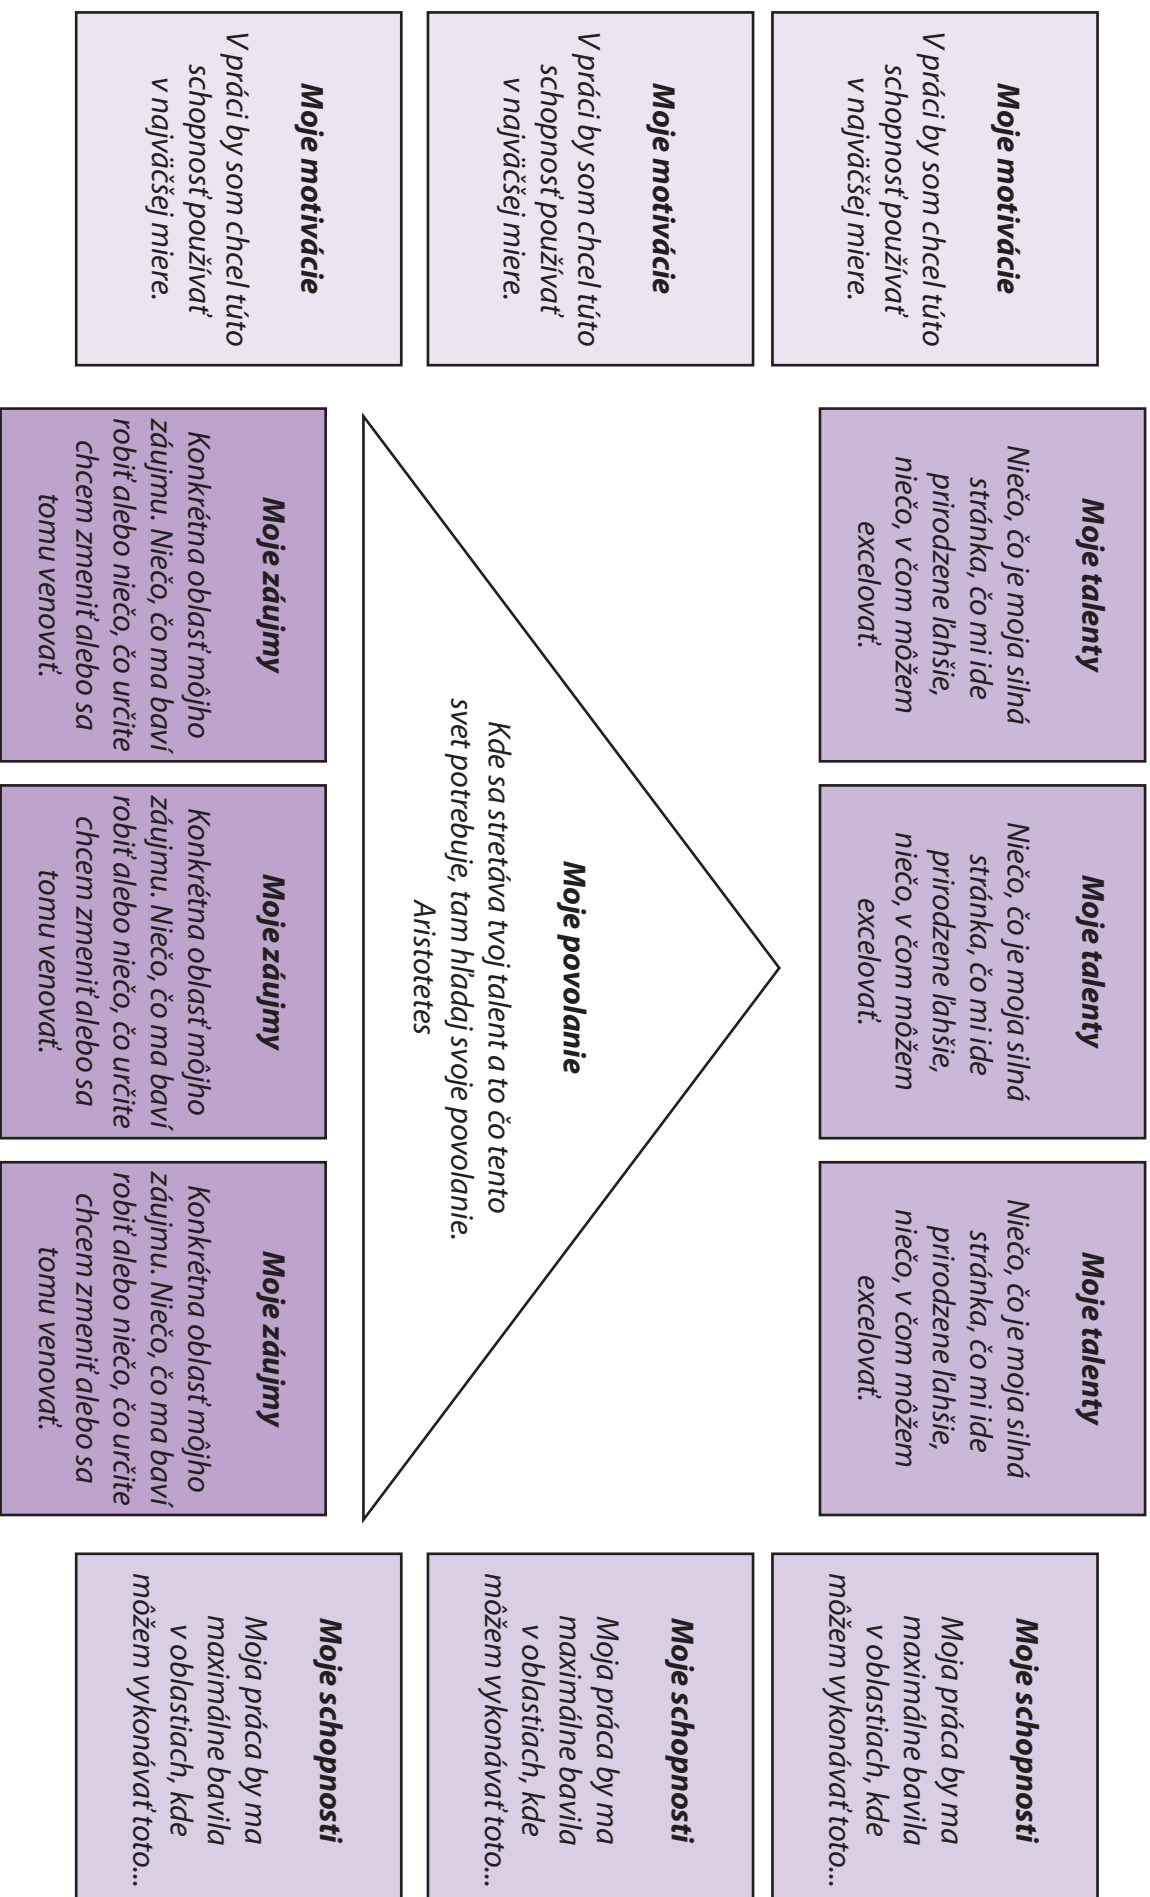 Moje talenty
Niečo, čo je moja silná
stránka, čo mi ide
prirodzene ľahšie,
niečo, v čom môžem
excelovať.
Moje talenty
Niečo, čo je moja silná
stránka, čo mi ide
prirodzene ľahšie,
niečo, v čom môžem
excelovať.
Moje talenty
Niečo, čo je moja silná
stránka, čo mi ide
prirodzene ľahšie,
niečo, v čom môžem
excelovať.
Moje motivácie
V práci by som chcel túto
schopnosť používať
v najväčšej miere.
Moje motivácie
V práci by som chcel túto
schopnosť používať
v najväčšej miere.
Moje motivácie
V práci by som chcel túto
schopnosť používať
v najväčšej miere.
Moje povolanie
Kde sa stretáva tvoj talent a to čo tento
svet potrebuje, tam hľadaj svoje povolanie.
Aristotetes
Moje schopnosti
Moja práca by ma
maximálne bavila
v oblastiach, kde
môžem vykonávať toto...
Moje schopnosti
Moja práca by ma
maximálne bavila
v oblastiach, kde
môžem vykonávať toto...
Moje schopnosti
Moja práca by ma
maximálne bavila
v oblastiach, kde
môžem vykonávať toto...
Moje záujmy
Konkrétna oblasť môjho
záujmu. Niečo, čo ma baví
robiť alebo niečo, čo určite
chcem zmeniť alebo sa
tomu venovať.
Moje záujmy
Konkrétna oblasť môjho
záujmu. Niečo, čo ma baví
robiť alebo niečo, čo určite
chcem zmeniť alebo sa
tomu venovať.
Moje záujmy
Konkrétna oblasť môjho
záujmu. Niečo, čo ma baví
robiť alebo niečo, čo určite
chcem zmeniť alebo sa
tomu venovať.